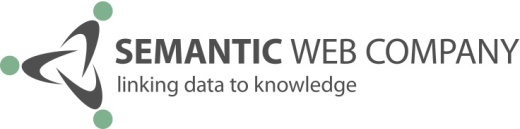 SEMANTIC WEB COMPANY
linking data to knowledge